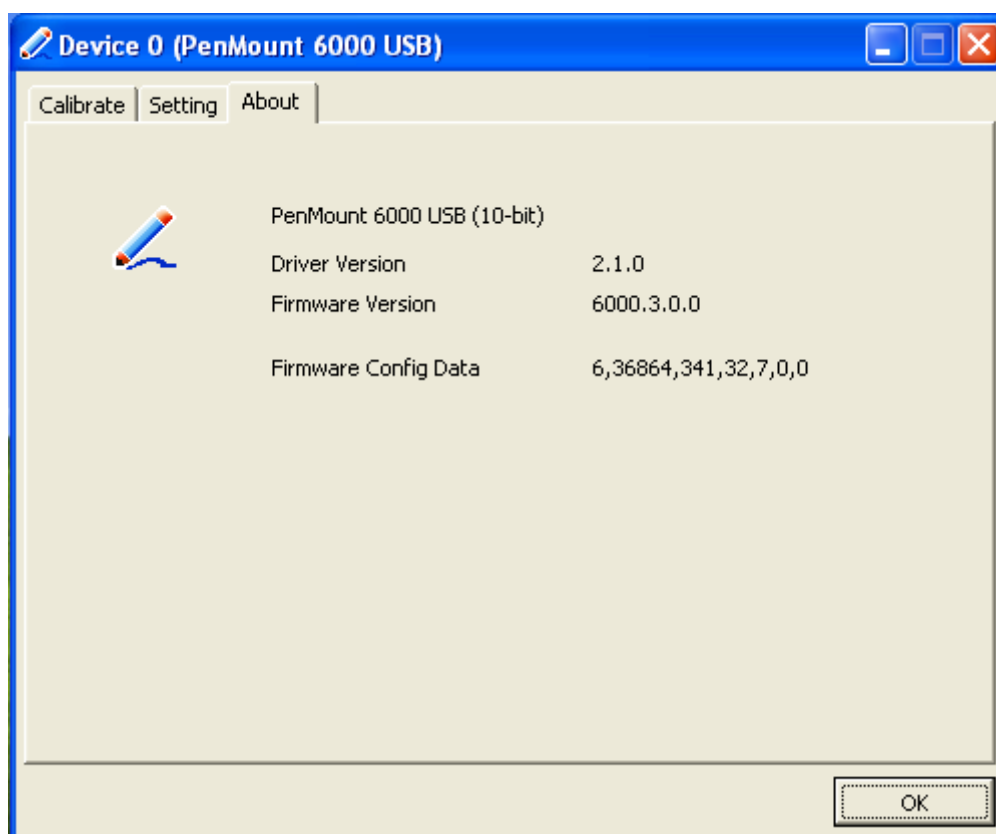 Device 0 (PenMount 6000 USB)
Calibrate Setting About
PenMount 6000 USB (10-bit)
Driver Version 2.1.0
Firmware Version 6000.3.0.0
Firmware Config Data 6,36864,341,32,7,0,0
OK